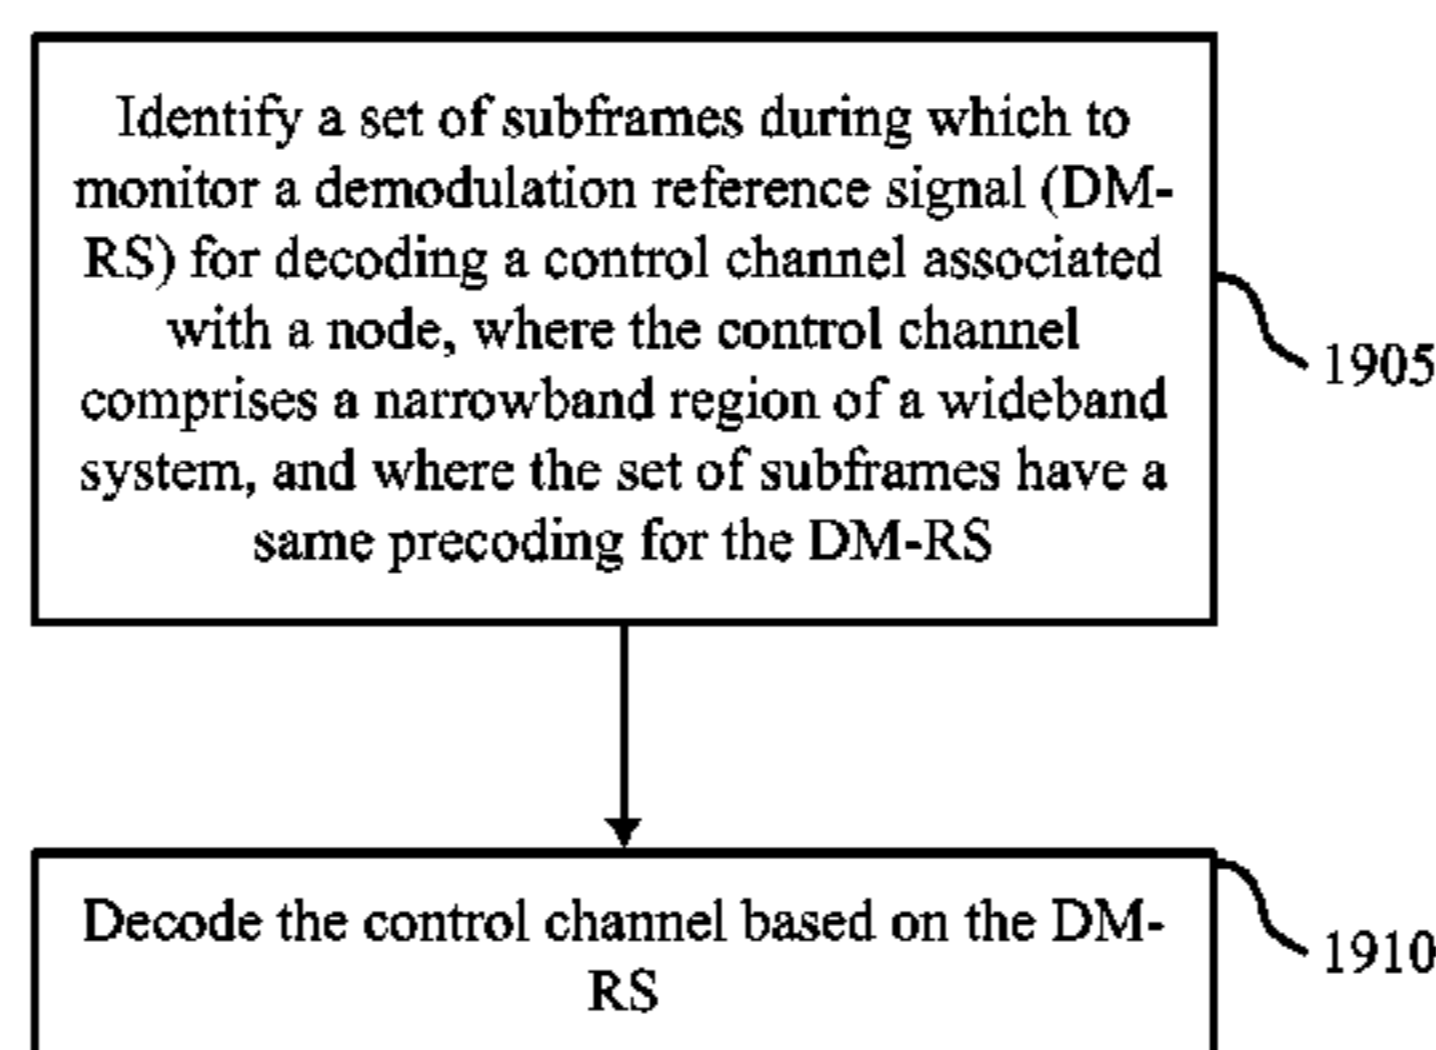 Identify a set of subframes during which to
monitor a demodulation reference signal (DM-
RS) for decoding a control channel associated
with a node, where the control channel
comprises a narrowband region of a wideband
system, and where the set of subframes have a
same precoding for the DM-RS
1905
Decode the control channel based on the DM-
RS
1910